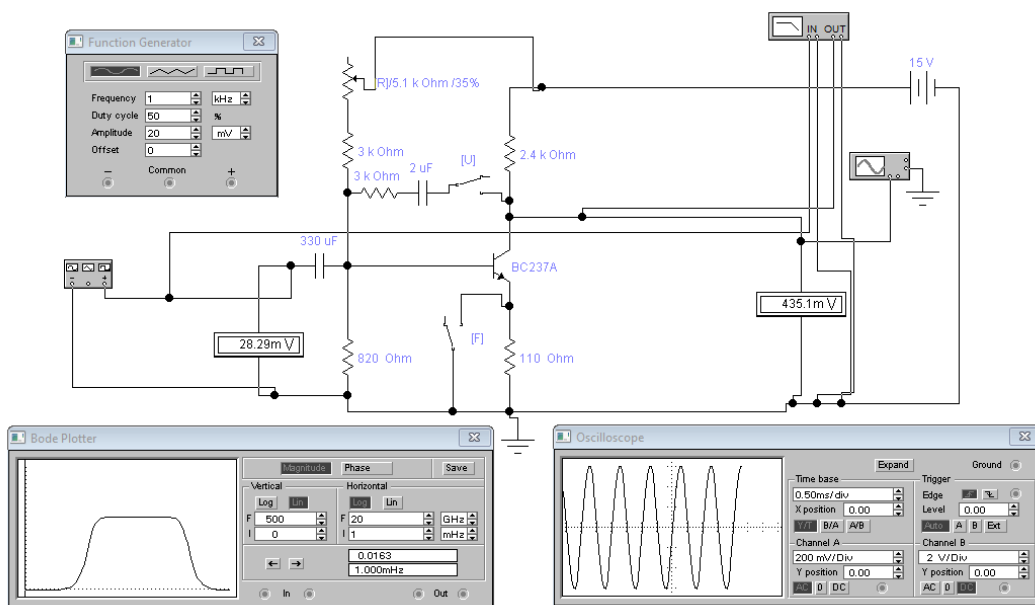 Function Generator
Frequency 1 kHz
Duty cycle 50 %
Amplitude 20 mV
Offset 0
− Common +
[R]/5.1 k Ohm /35%
IN OUT
15 V
3 k Ohm
2.4 k Ohm
3 k Ohm
2 uF
[U]
330 uF
BC237A
− +
28.29m V
435.1m V
[F]
820 Ohm
110 Ohm
Bode Plotter
Magnitude Phase Save
Vertical Horizontal
Log Lin Log Lin
F 500 F 20 GHz
I 0 I 1 mHz
← → 0.0163
1.000mHz
In Out
Oscilloscope
Expand Ground
Time base Trigger
0.50ms/div Edge
X position 0.00 Level 0.00
Y/T B/A A/B Auto A B Ext
Channel A Channel B
200 mV/Div 2 V/Div
Y position 0.00 Y position 0.00
AC 0 DC AC 0 DC